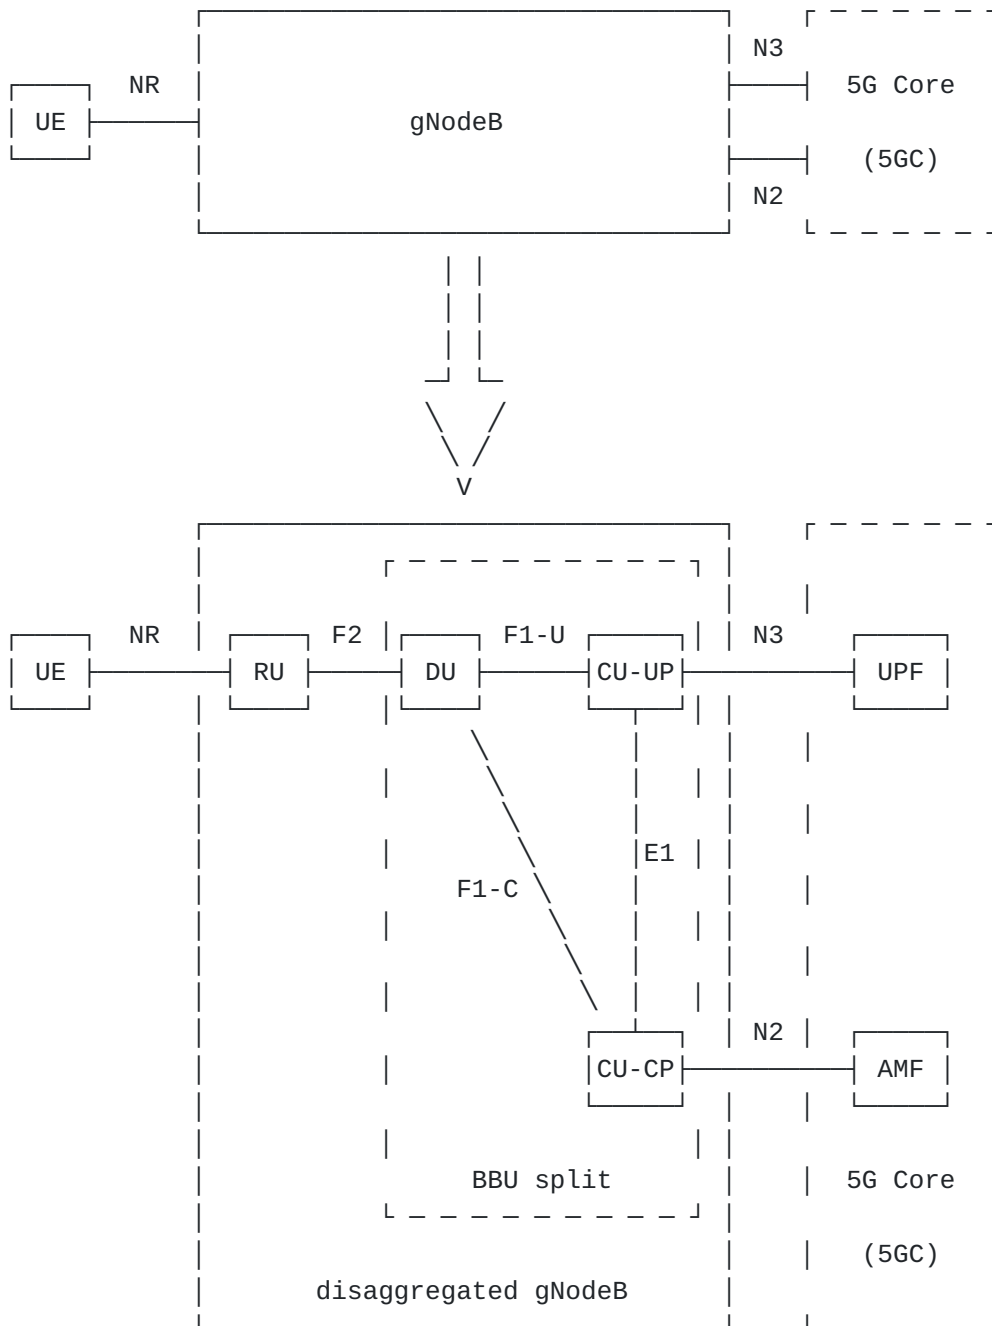 N3
NR 5G Core
UE gNodeB
(5GC)
N2
V
NR F2 F1-U N3
UE RU DU CU-UP UPF
E1
F1-C
N2
CU-CP AMF
BBU split 5G Core
(5GC)
disaggregated gNodeB